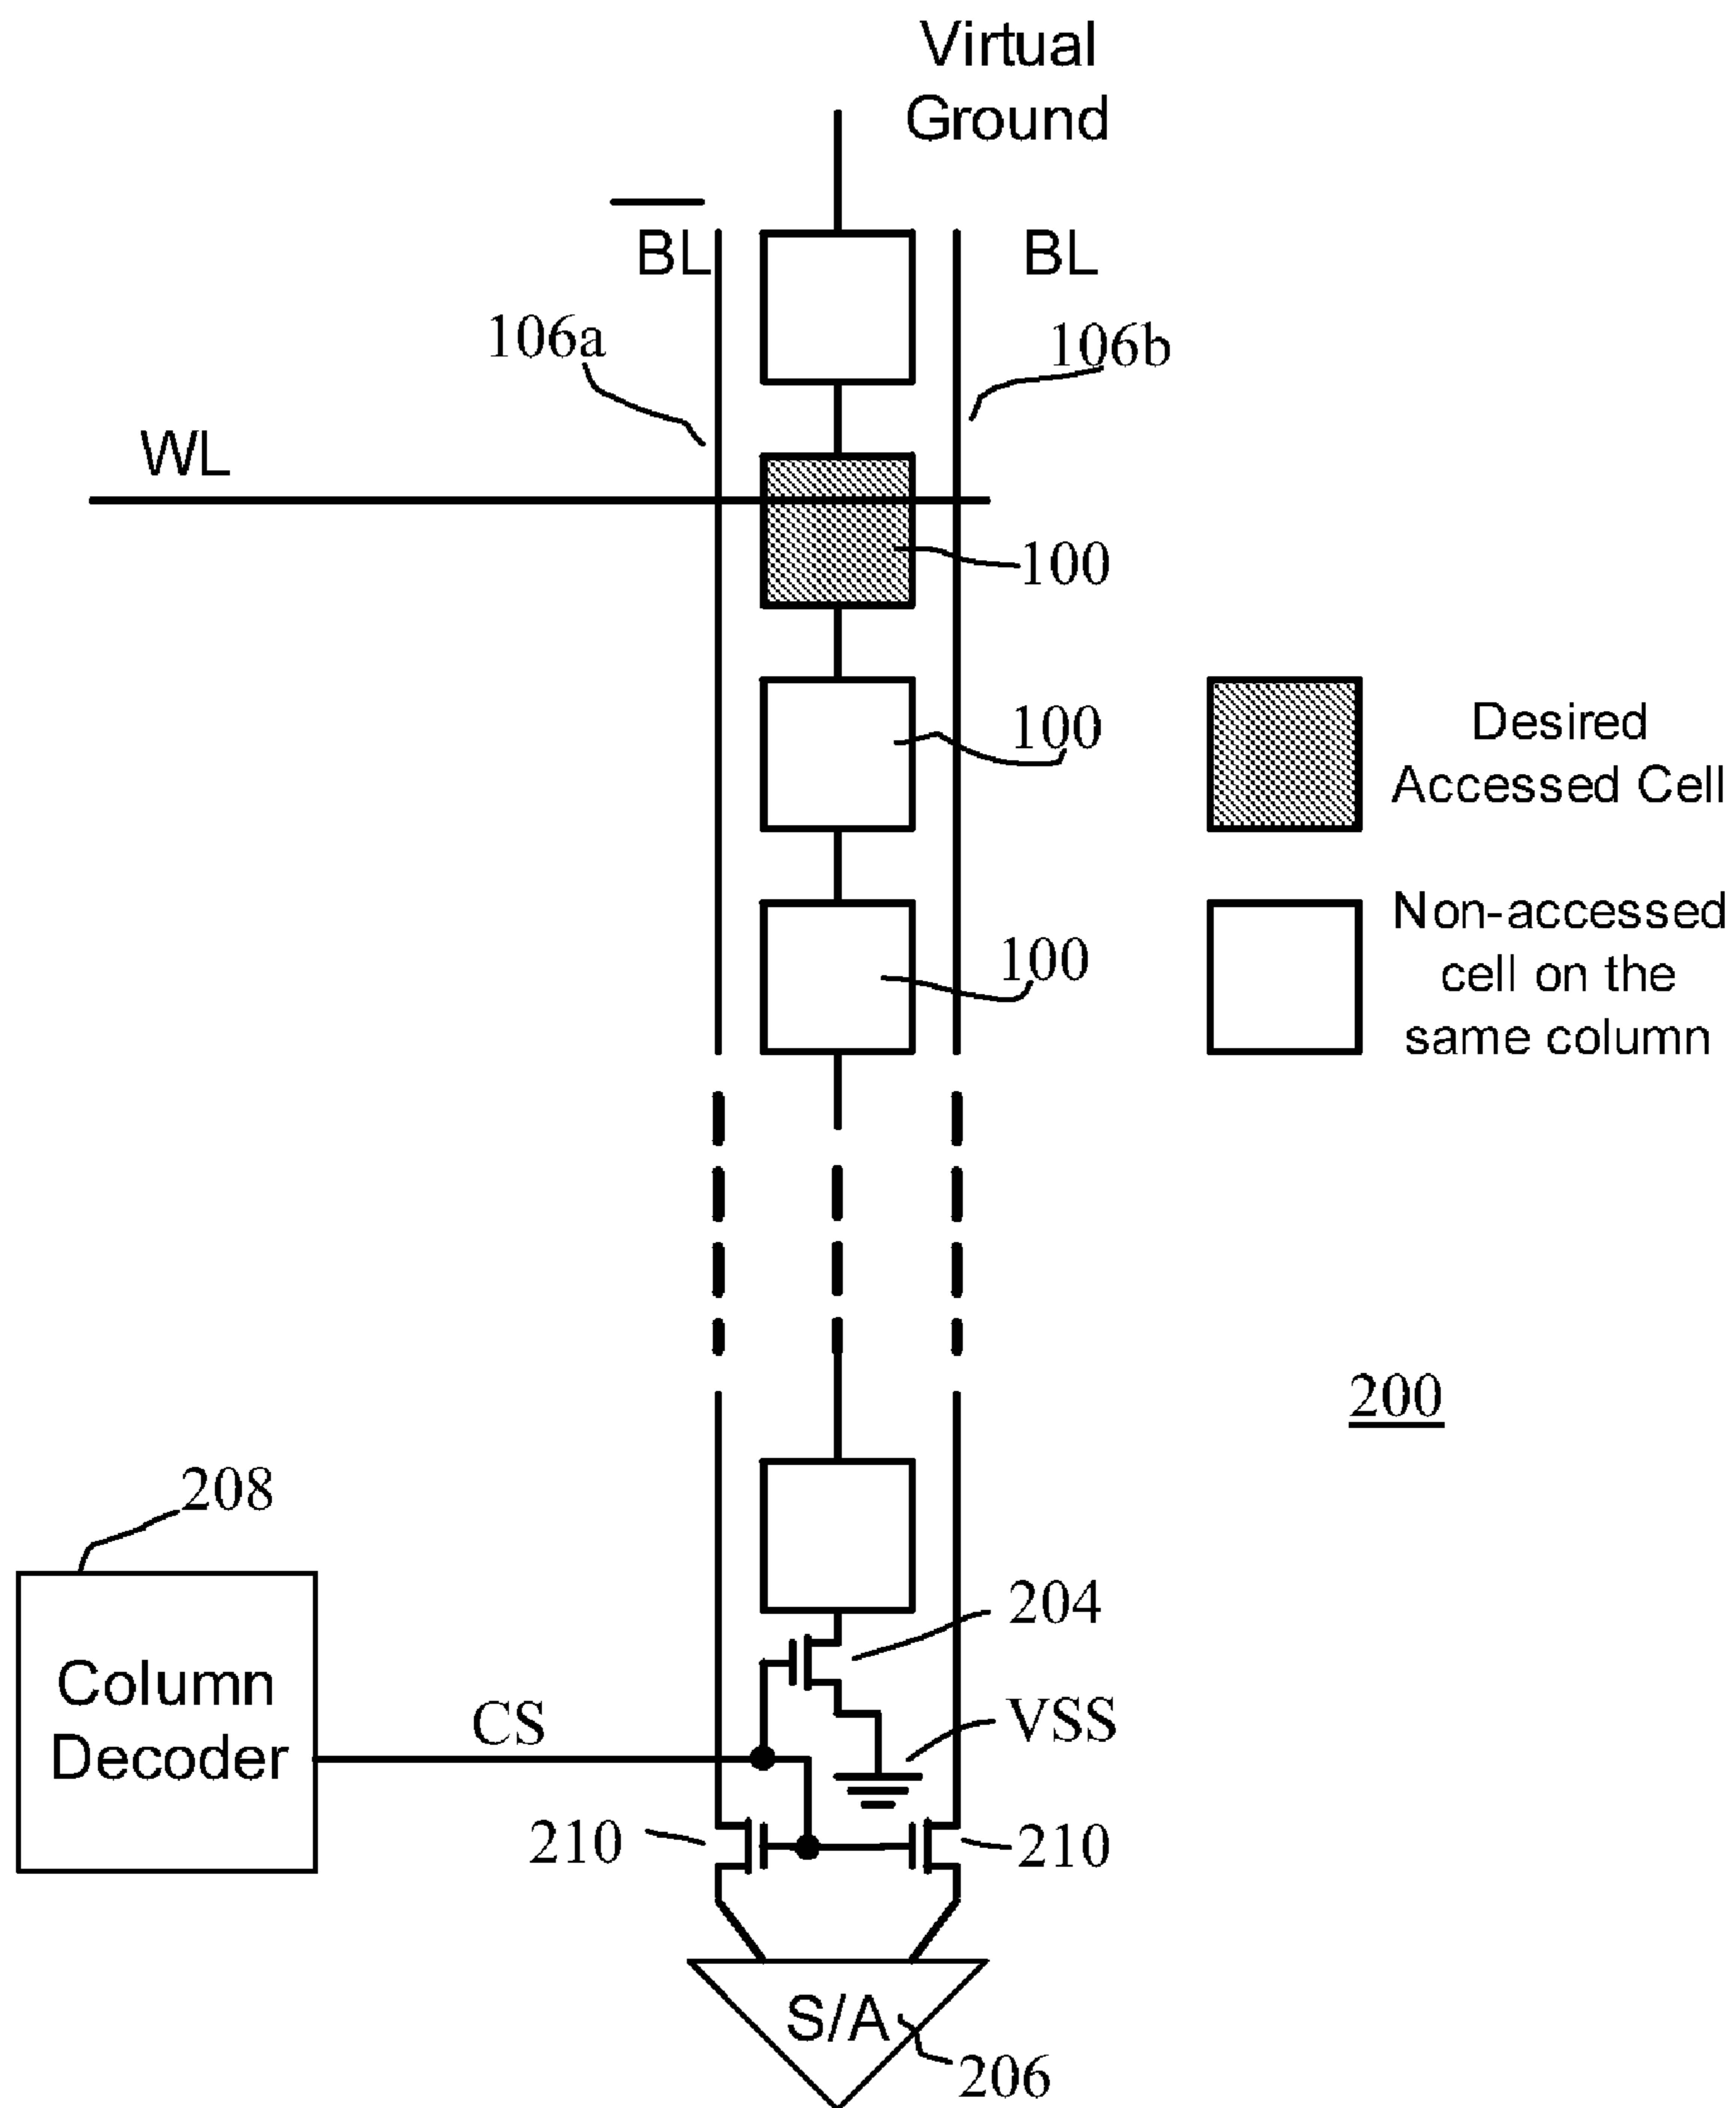 Virtual
Ground
BL
BL
106a
106b
WL
100
100
Desired
Accessed Cell
100
Non-accessed
cell on the
same column
200
208
204
Column
Decoder
CS
VSS
210
210
S/A
206